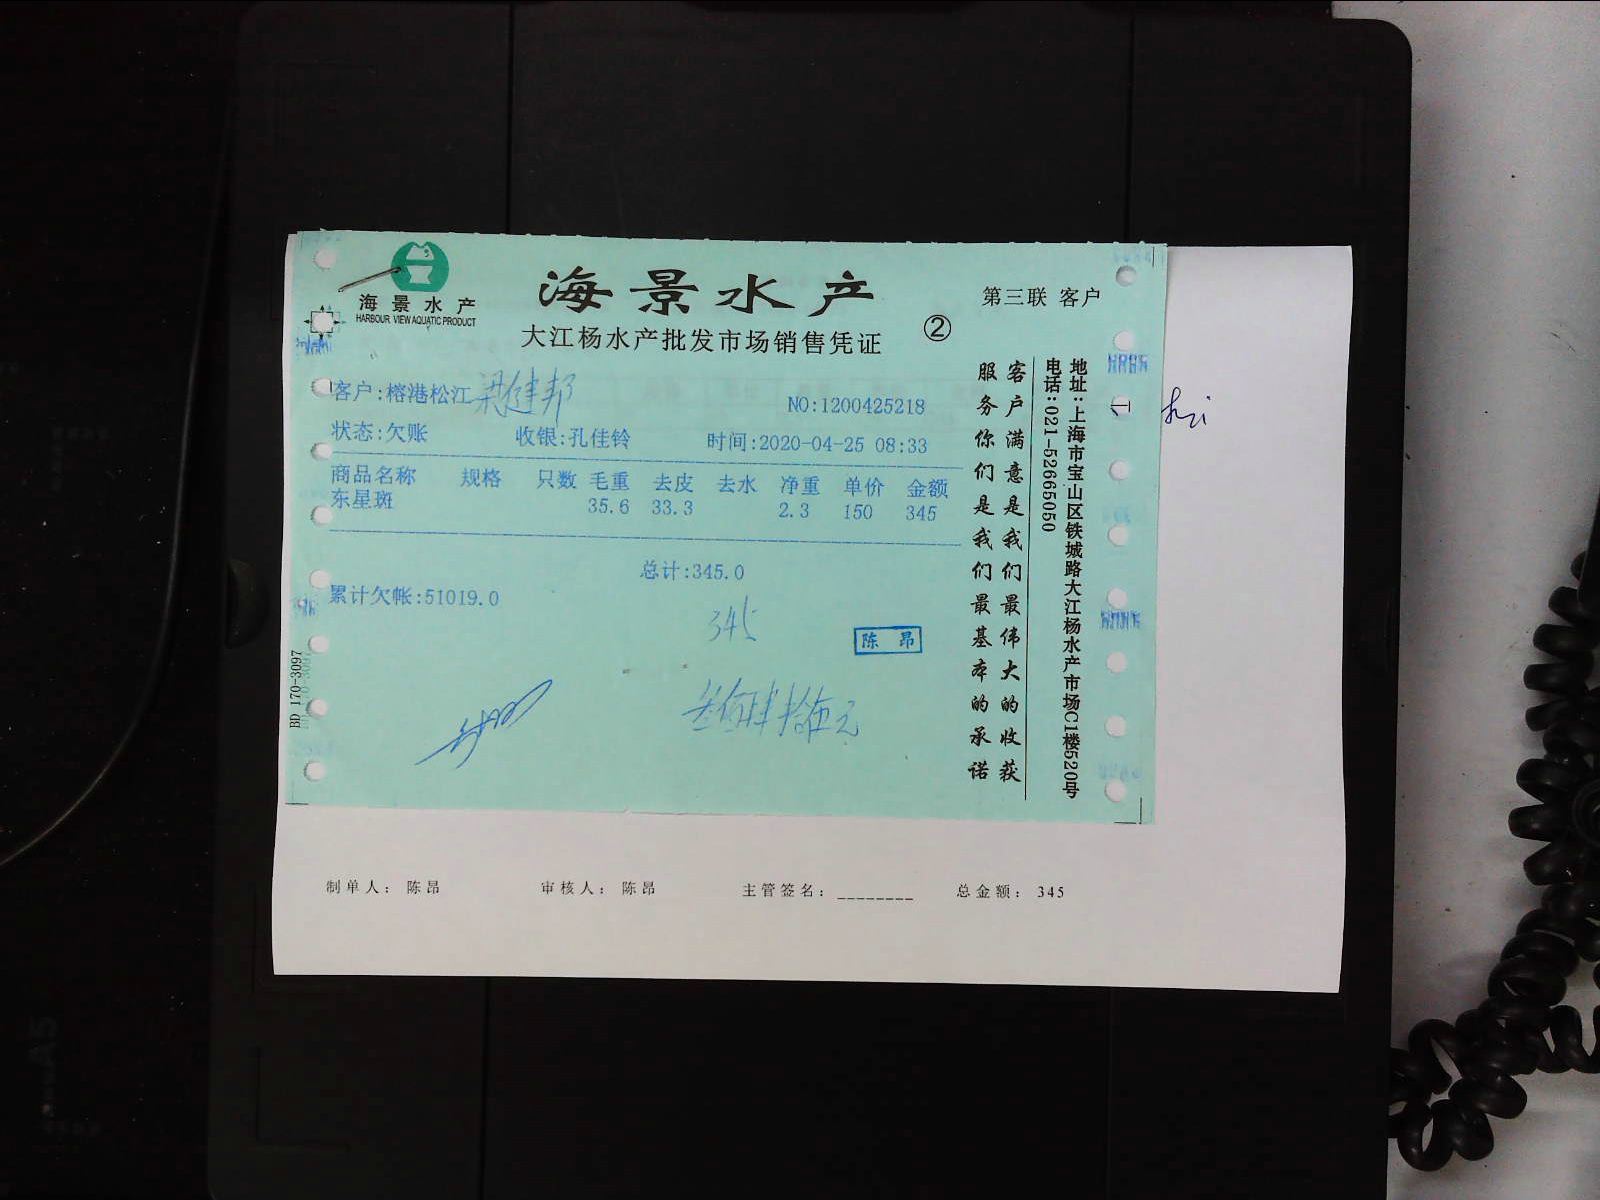 海景水产
HARBOUR VIEW AQUATIC PRODUCT
海景水产
大江杨水产批发市场销售凭证
②
第三联 客户
客户:榕港松江 梁健邦
NO:1200425218
状态:欠账 收银:孔佳铃 时间:2020-04-25 08:33
商品名称 规格 只数 毛重 去皮 去水 净重 单价 金额
东星斑 35.6 33.3 2.3 150 345
总计:345.0
累计欠帐:51019.0
345
陈 昂
叁佰肆拾伍元
客户满意是我们最伟大的收获
服务你们是我们最基本的承诺
地址:上海市宝山区铁城路大江杨水产市场C1楼520号
电话:021-52665050
BD 170-3097
制单人: 陈昂 审核人: 陈昂 主管签名:________ 总金额: 345